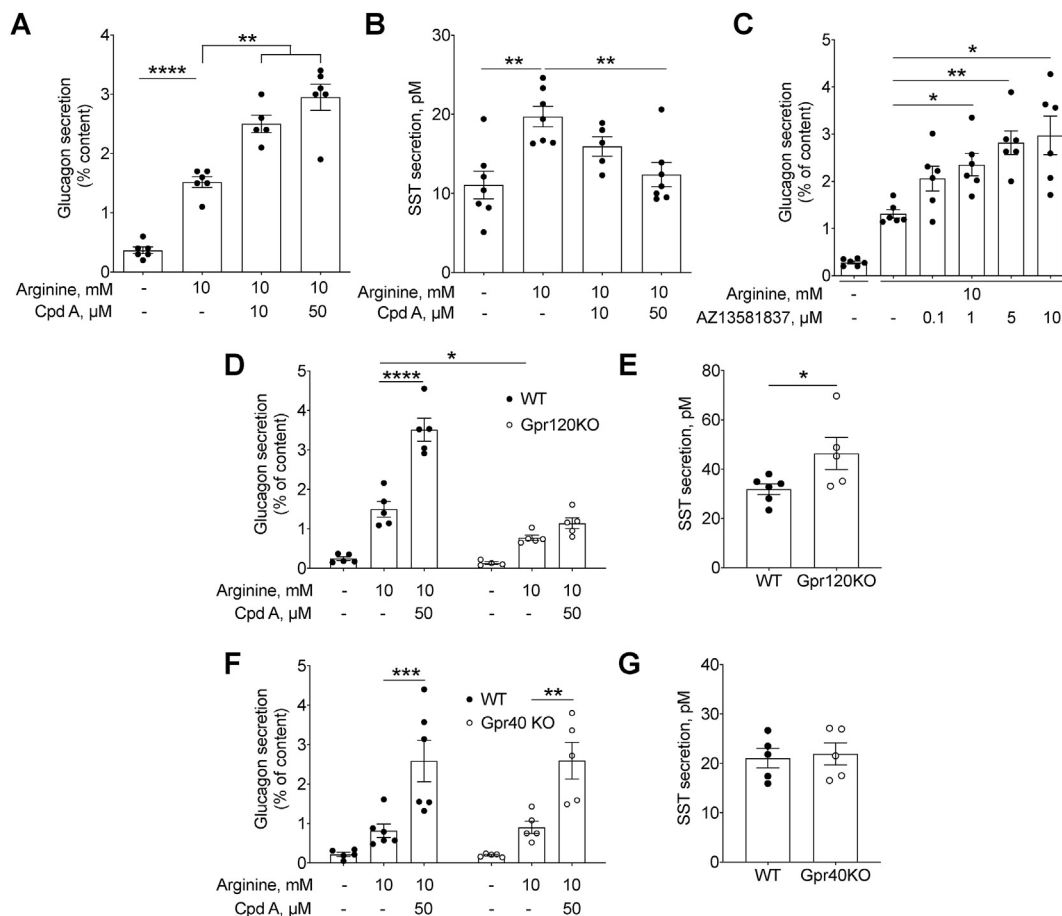 A
Glucagon secretion
(% of content)
4
3
2
1
0
****
**
Arginine, mM - 10 10 10
Cpd A, µM - - 10 50
B
SST secretion, pM
30
20
10
0
**
**
Arginine, mM - 10 10 10
Cpd A, µM - - 10 50
C
Glucagon secretion
(% of content)
5
4
3
2
1
0
*
**
*
Arginine, mM - 10
AZ13581837, µM - - 0.1 1 5 10
D
Glucagon secretion
(% of content)
5
4
3
2
1
0
*
****
WT
Gpr120KO
Arginine, mM - 10 10 - 10 10
Cpd A, µM - - 50 - - 50
E
SST secretion, pM
80
60
40
20
0
*
WT Gpr120KO
F
Glucagon secretion
(% of content)
5
4
3
2
1
0
***
**
WT
Gpr40 KO
Arginine, mM - 10 10 - 10 10
Cpd A, µM - - 50 - - 50
G
SST secretion, pM
40
30
20
10
0
WT Gpr40KO